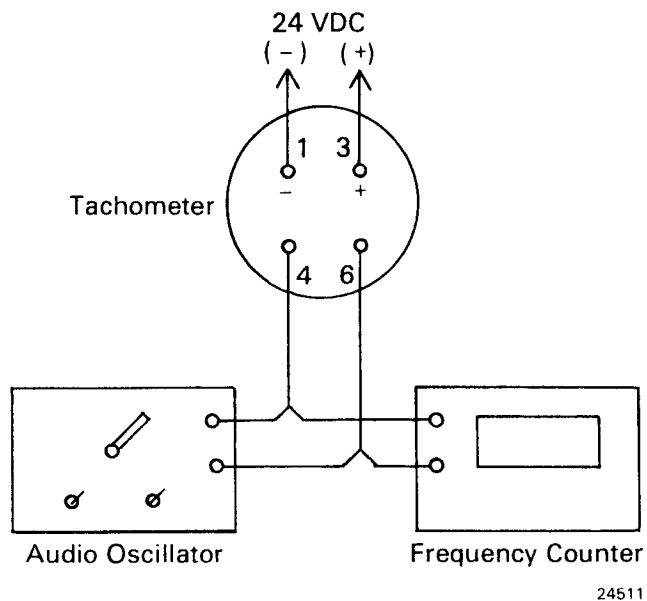 24 VDC
(-) (+)
1 3
- +
Tachometer
4 6
Audio Oscillator
Frequency Counter
24511